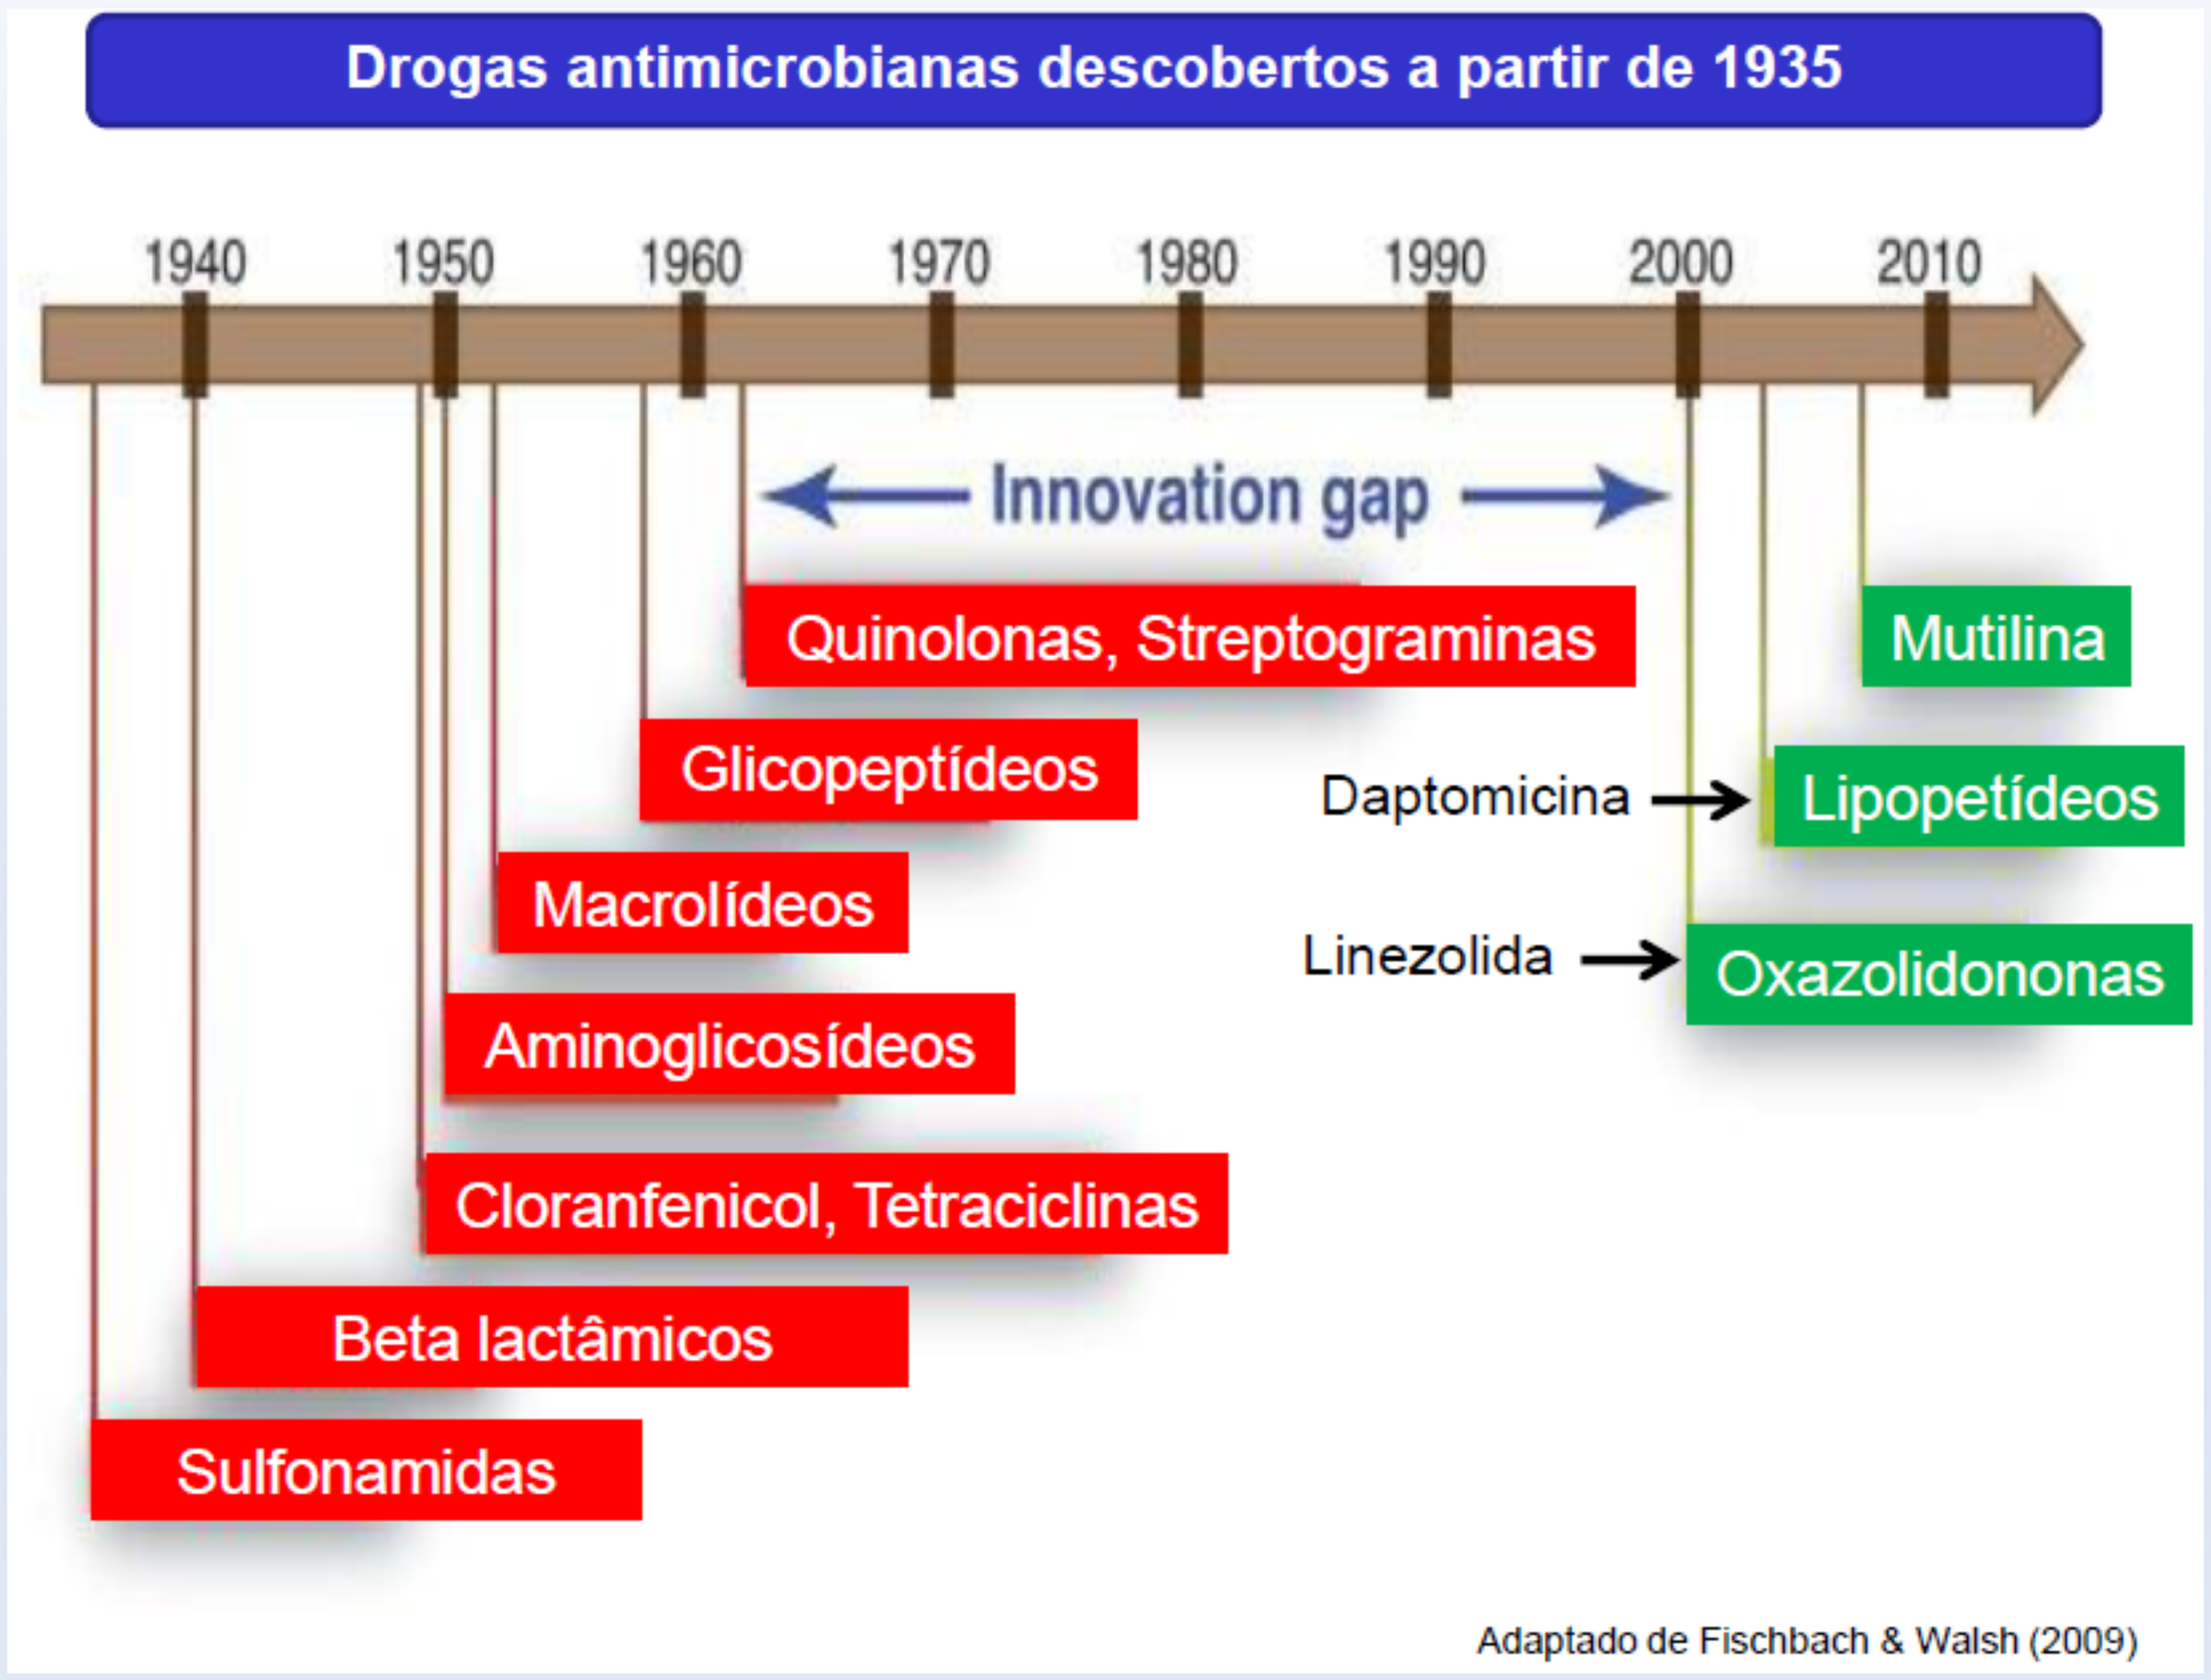 Drogas antimicrobianas descobertos a partir de 1935
1940 1950 1960 1970 1980 1990 2000 2010
Innovation gap
Quinolonas, Streptograminas
Mutilina
Glicopeptídeos
Daptomicina
Lipopetídeos
Macrolídeos
Linezolida
Oxazolidononas
Aminoglicosídeos
Cloranfenicol, Tetraciclinas
Beta lactâmicos
Sulfonamidas
Adaptado de Fischbach & Walsh (2009)